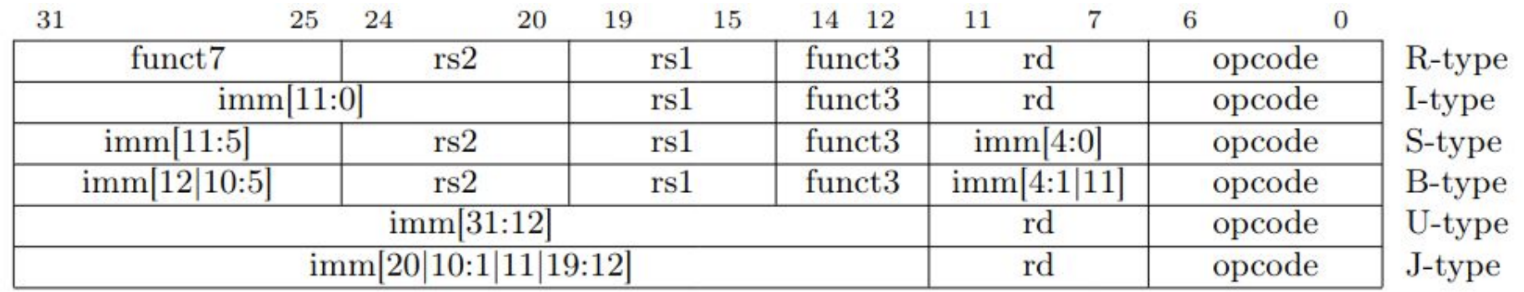 31 25 24 20 19 15 14 12 11 7 6 0
funct7 rs2 rs1 funct3 rd opcode R-type
imm[11:0] rs1 funct3 rd opcode I-type
imm[11:5] rs2 rs1 funct3 imm[4:0] opcode S-type
imm[12|10:5] rs2 rs1 funct3 imm[4:1|11] opcode B-type
imm[31:12] rd opcode U-type
imm[20|10:1|11|19:12] rd opcode J-type